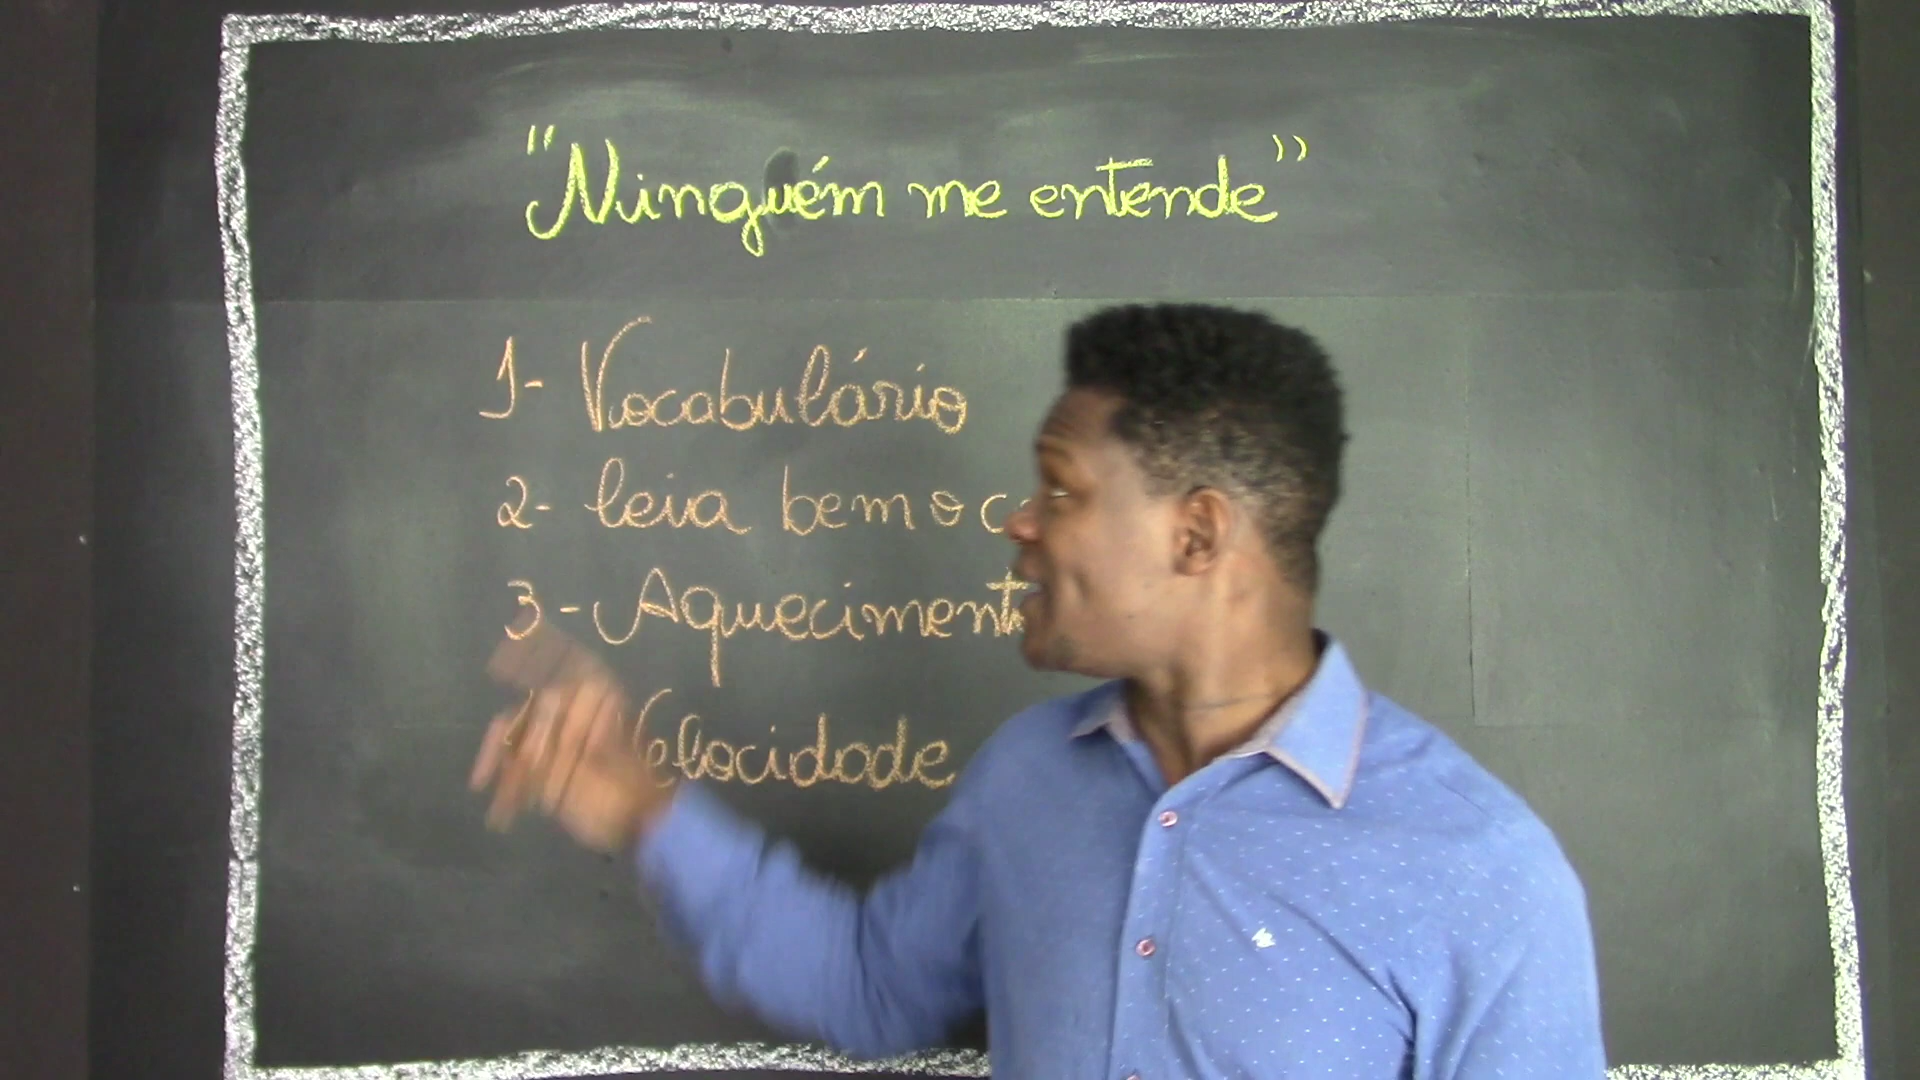 "Ninguém me entende"
1- Vocabulário
2- leia bem o
3- Aquecimento
Velocidade